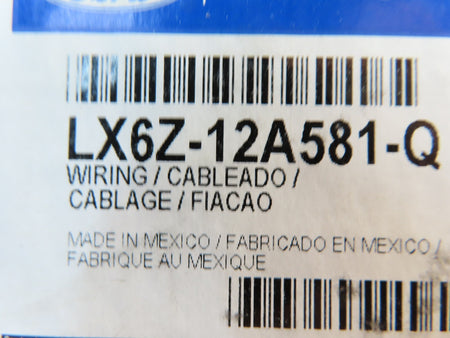 LX6Z-12A581-Q
WIRING / CABLEADO /
CABLAGE / FIACAO
MADE IN MEXICO / FABRICADO EN MEXICO /
FABRIQUE AU MEXIQUE